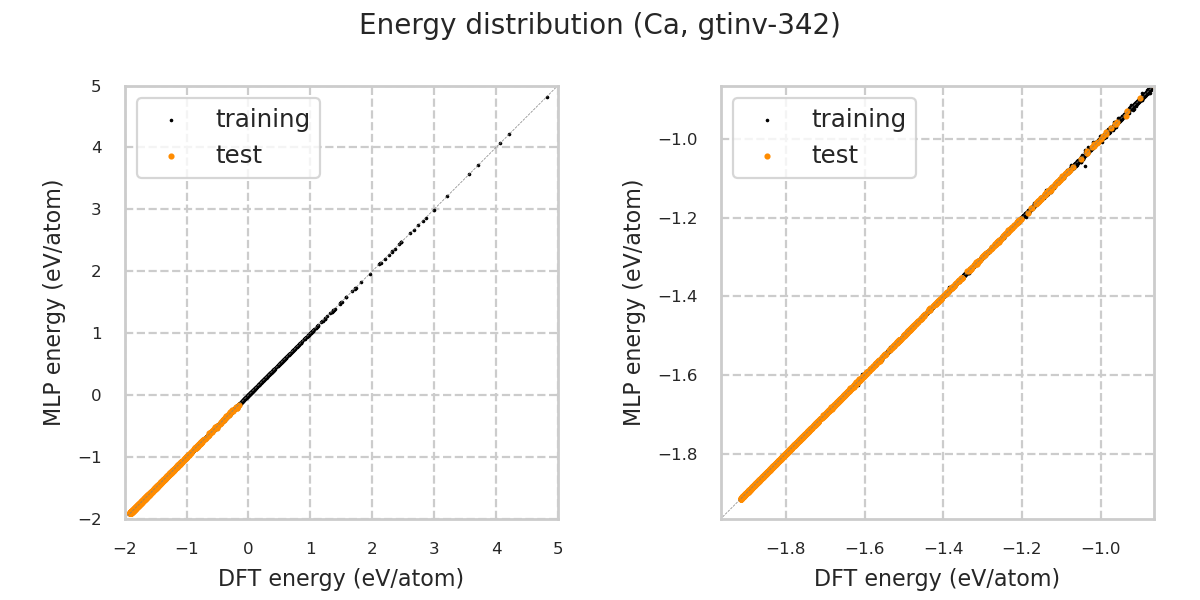 Energy distribution (Ca, gtinv-342)
training
test
5
4
3
2
1
0
−1
−2
−2
−1
0
1
2
3
4
5
MLP energy (eV/atom)
DFT energy (eV/atom)
training
test
−1.0
−1.2
−1.4
−1.6
−1.8
−1.8
−1.6
−1.4
−1.2
−1.0
MLP energy (eV/atom)
DFT energy (eV/atom)